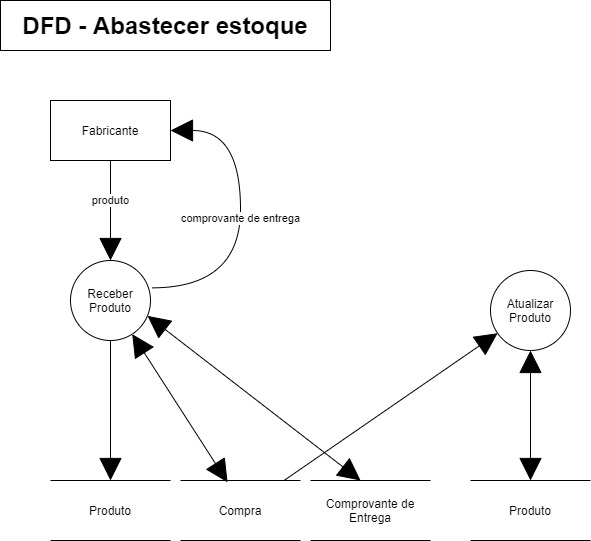 DFD - Abastecer estoque
Fabricante
produto
comprovante de entrega
Receber
Produto
Atualizar
Produto
Produto
Compra
Comprovante de
Entrega
Produto